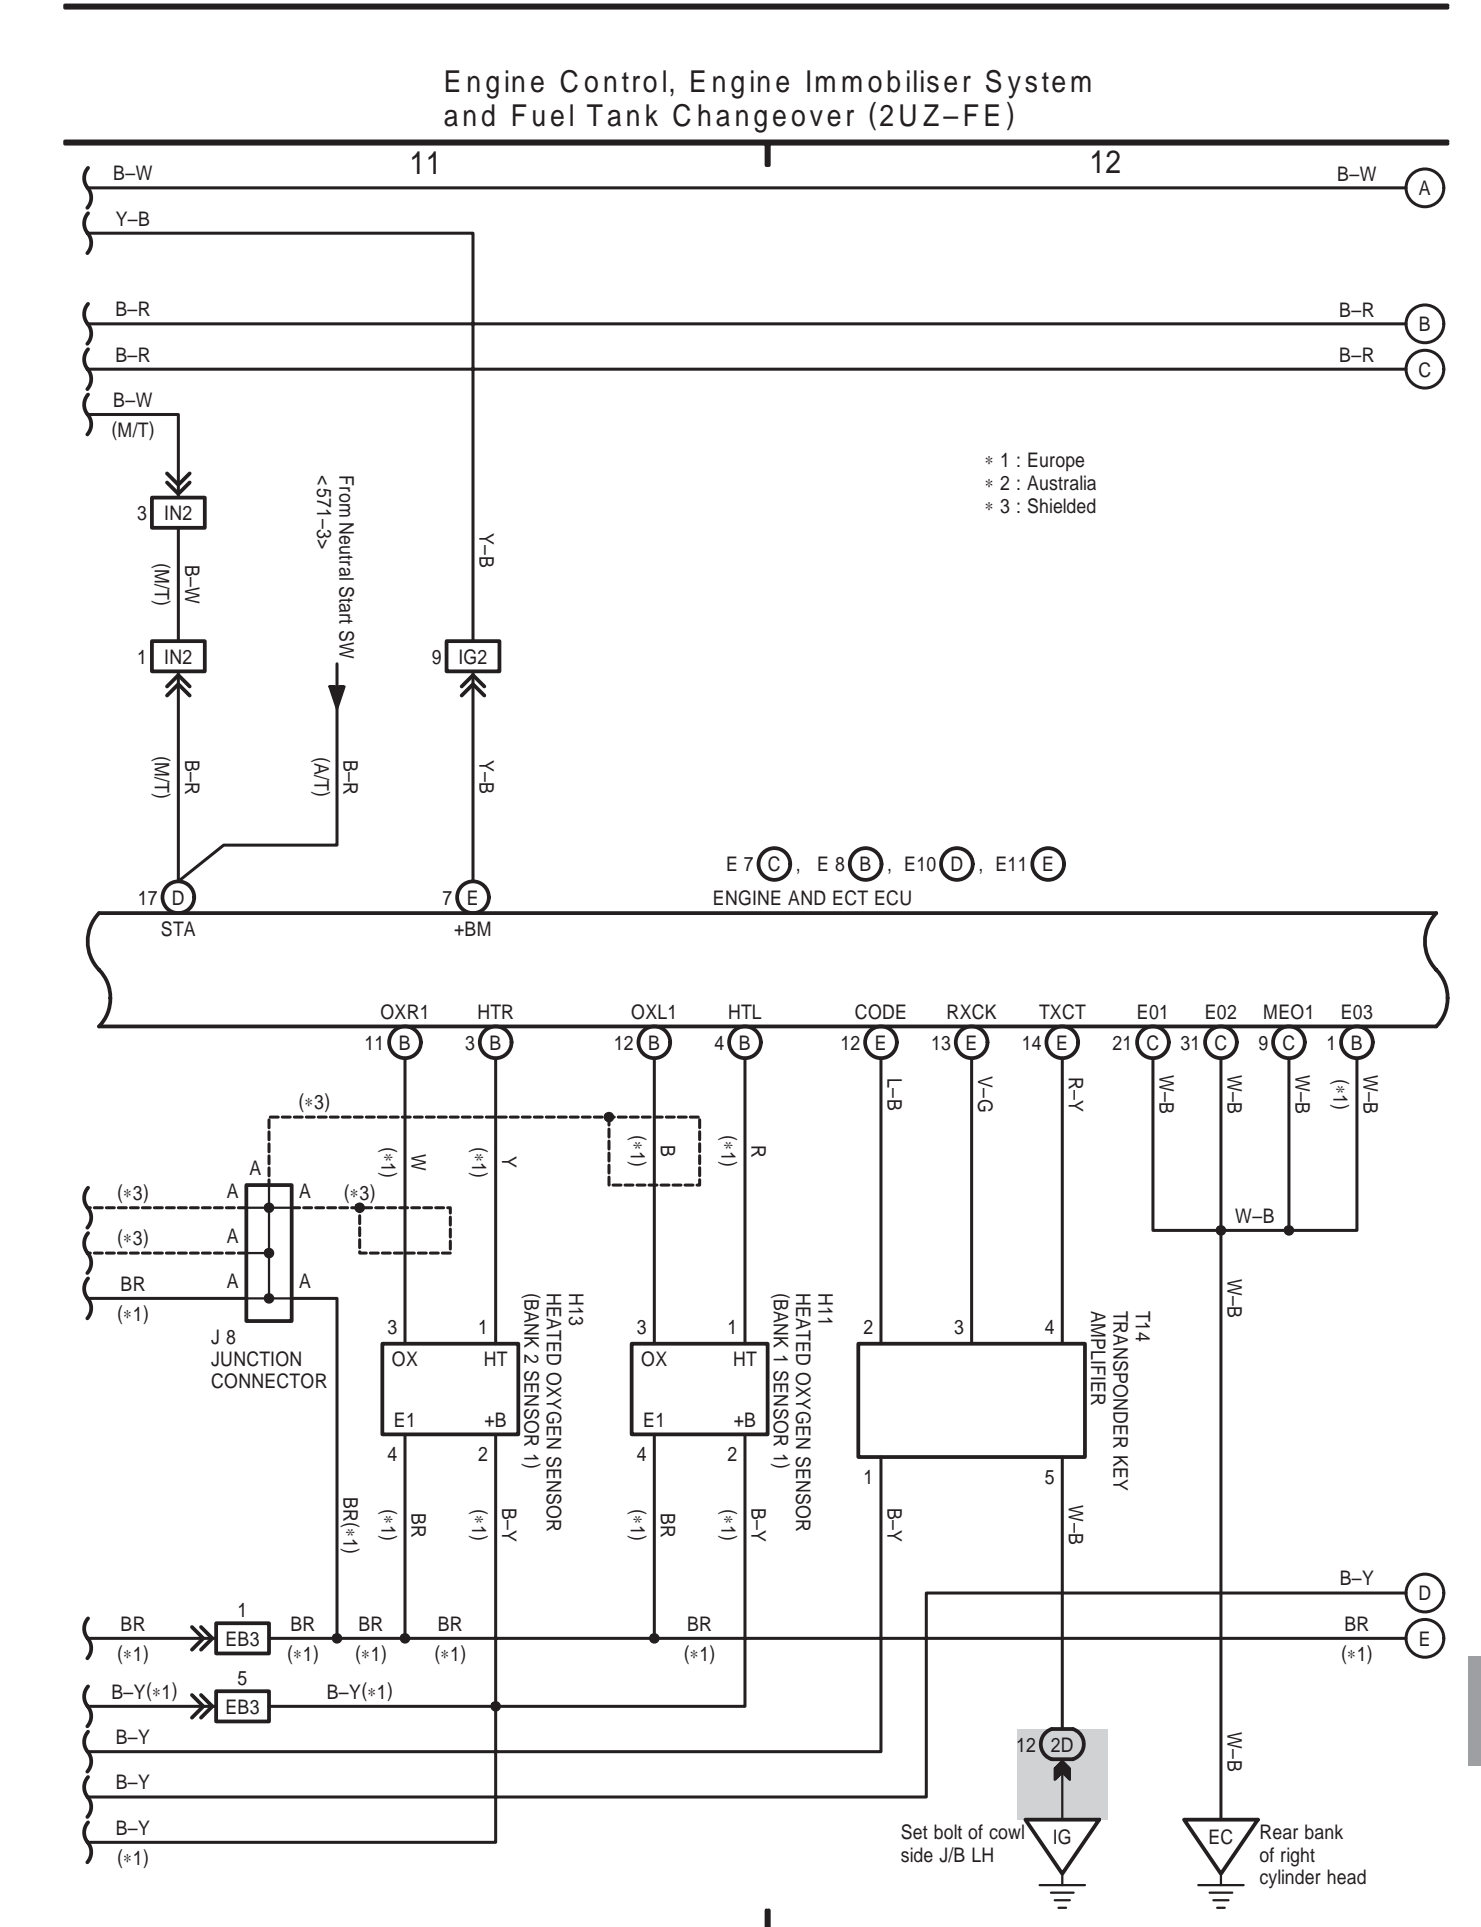 Engine Control, Engine Immobiliser System
and Fuel Tank Changeover (2UZ–FE)
11
12
B–W
B–W
A
Y–B
B–R
B–R
B
B–R
B–R
C
B–W
(M/T)
∗ 1 : Europe
∗ 2 : Australia
∗ 3 : Shielded
3
IN2
From Neutral Start SW
<571–3>
Y–B
B–W
(M/T)
1
IN2
9
IG2
B–R
(M/T)
B–R
(A/T)
Y–B
E 7 C , E 8 B , E10 D , E11 E
ENGINE AND ECT ECU
17 D
7 E
STA
+BM
OXR1
HTR
OXL1
HTL
CODE
RXCK
TXCT
E01
E02
MEO1
E03
11 B
3 B
12 B
4 B
12 E
13 E
14 E
21 C
31 C
9 C
1 B
L–B
V–G
R–Y
W–B
W–B
W–B
W–B
(∗1)
(∗3)
W
(∗1)
Y
(∗1)
B
(∗1)
R
(∗1)
A
(∗3)
A
A
(∗3)
W–B
(∗3)
A
BR
(∗1)
A
A
J 8
JUNCTION
CONNECTOR
W–B
3
1
OX
HT
E1
+B
4
2
H13
HEATED OXYGEN SENSOR
(BANK 2 SENSOR 1)
3
1
OX
HT
E1
+B
4
2
H11
HEATED OXYGEN SENSOR
(BANK 1 SENSOR 1)
2
3
4
1
5
T14
TRANSPONDER KEY
AMPLIFIER
BR(∗1)
BR
(∗1)
B–Y
(∗1)
BR
(∗1)
B–Y
(∗1)
B–Y
W–B
B–Y
D
BR
(∗1)
1
EB3
BR
(∗1)
BR
(∗1)
BR
(∗1)
BR
(∗1)
BR
(∗1)
E
B–Y(∗1)
5
EB3
B–Y(∗1)
B–Y
12
2D
W–B
B–Y
B–Y
(∗1)
Set bolt of cowl
side J/B LH
IG
EC
Rear bank
of right
cylinder head